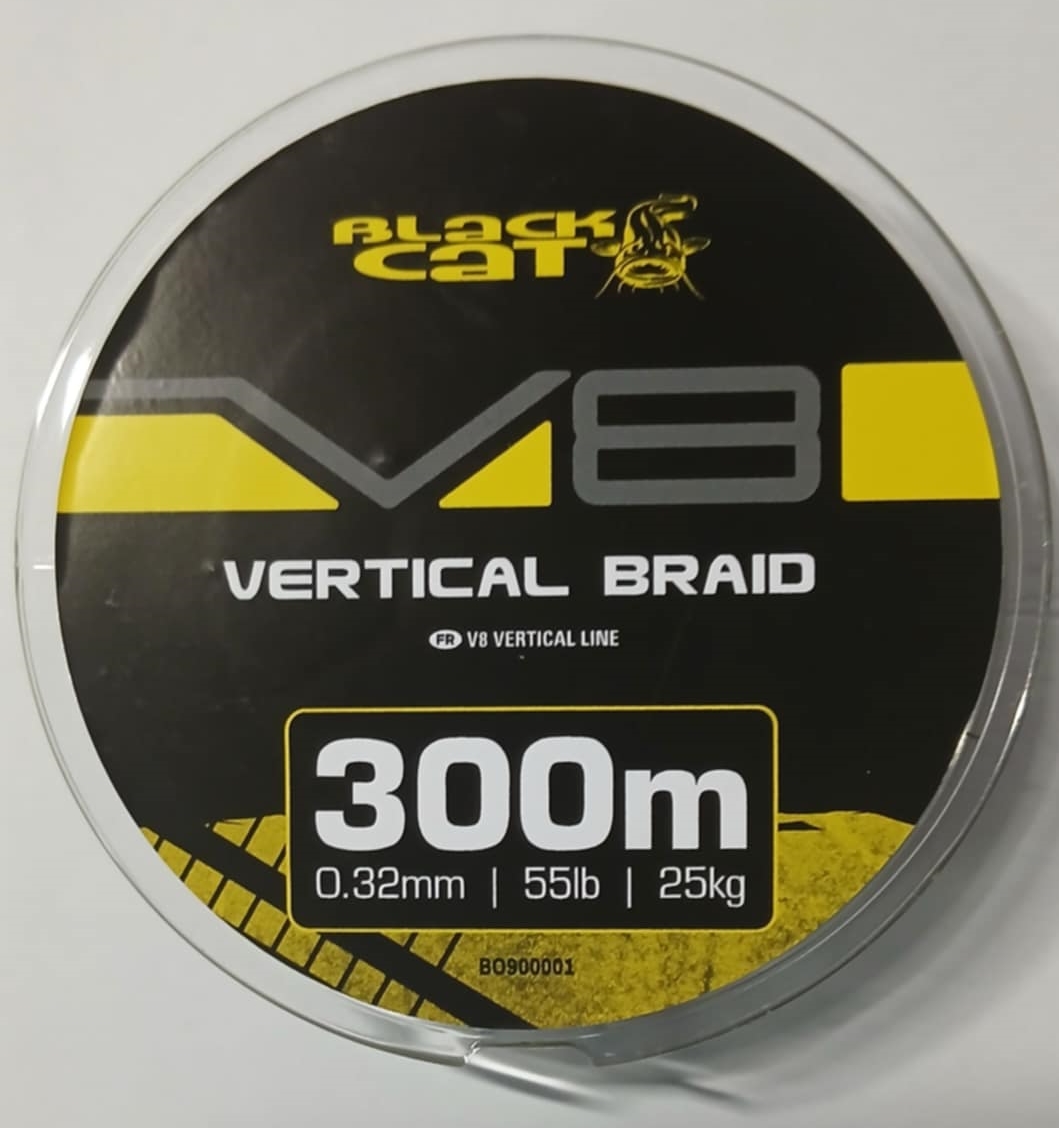 BLACK
CAT
V8
VERTICAL BRAID
FR V8 VERTICAL LINE
300m
0.32mm | 55lb | 25kg
BO900001